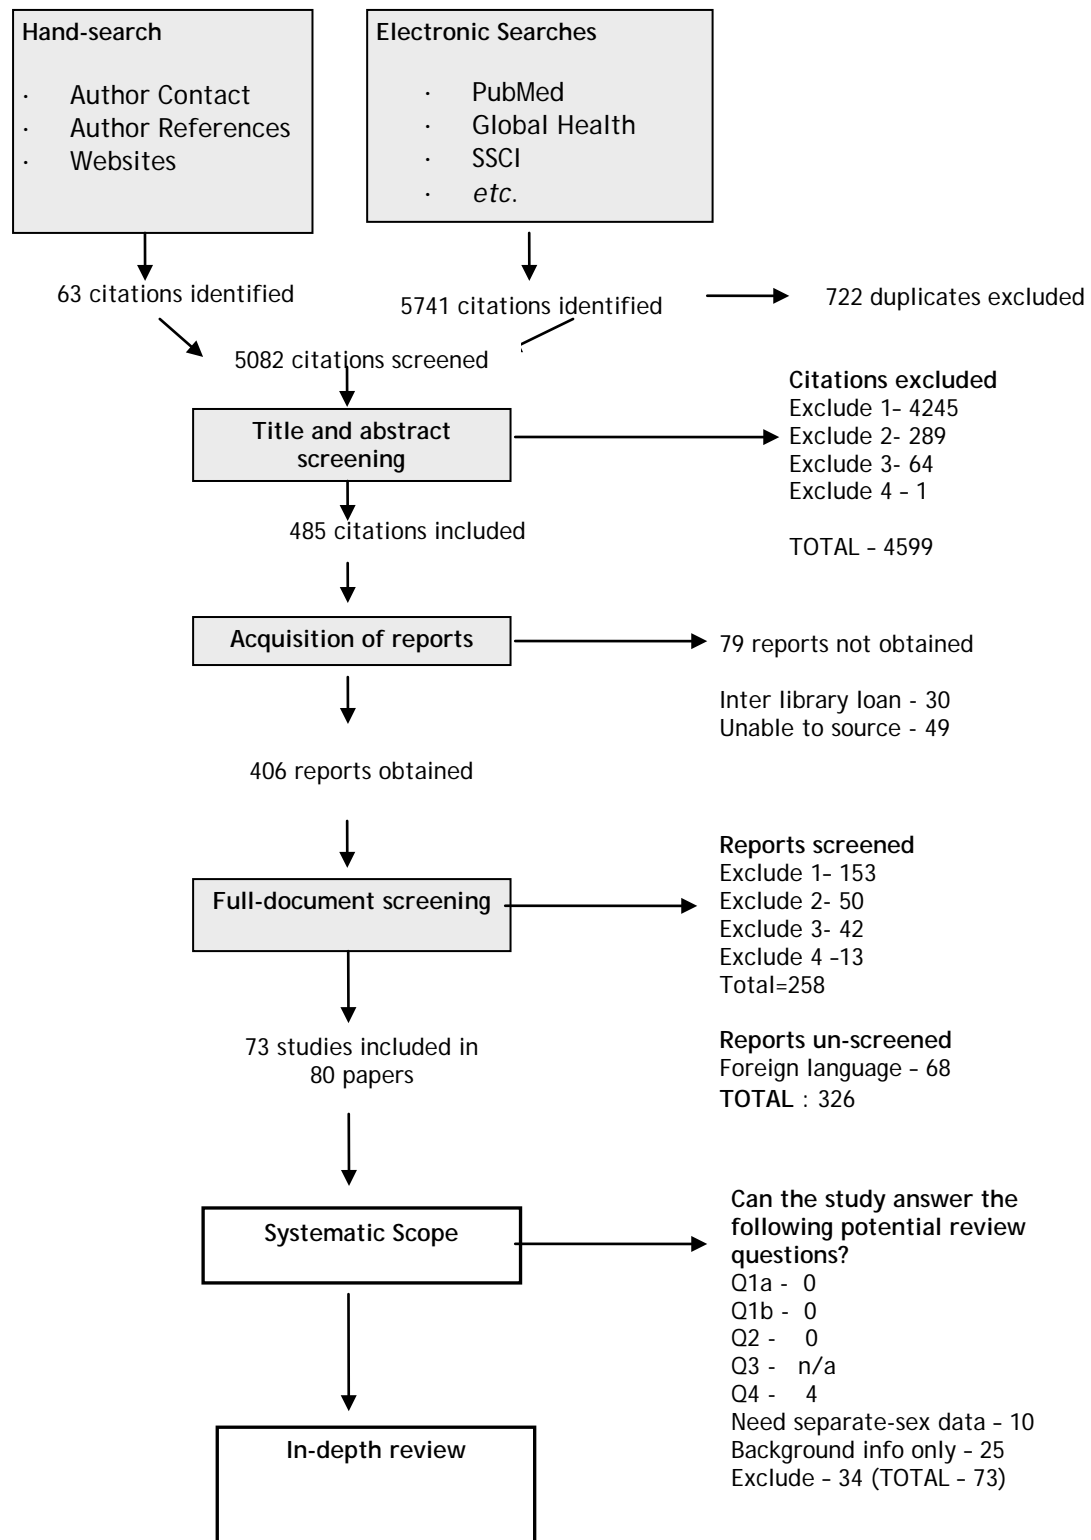 Hand-search
· Author Contact
· Author References
· Websites
Electronic Searches
· PubMed
· Global Health
· SSCI
· etc.
63 citations identified
5741 citations identified
722 duplicates excluded
5082 citations screened
Title and abstract
screening
Citations excluded
Exclude 1– 4245
Exclude 2- 289
Exclude 3- 64
Exclude 4 – 1
TOTAL – 4599
485 citations included
Acquisition of reports
79 reports not obtained
Inter library loan - 30
Unable to source - 49
406 reports obtained
Full-document screening
Reports screened
Exclude 1– 153
Exclude 2- 50
Exclude 3- 42
Exclude 4 –13
Total=258
Reports un-screened
Foreign language – 68
TOTAL : 326
73 studies included in
80 papers
Systematic Scope
Can the study answer the
following potential review
questions?
Q1a - 0
Q1b - 0
Q2 - 0
Q3 - n/a
Q4 - 4
Need separate-sex data – 10
Background info only – 25
Exclude – 34 (TOTAL – 73)
In-depth review